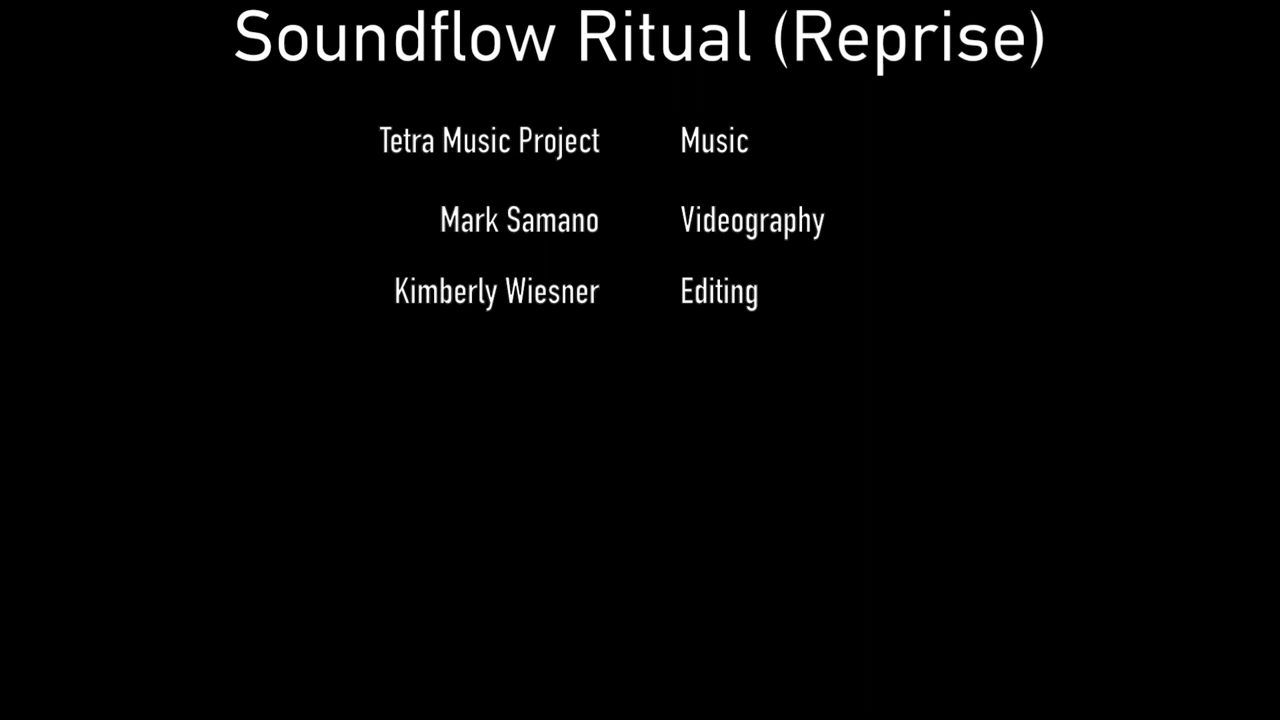 Soundflow Ritual (Reprise)
Tetra Music Project Music
Mark Samano Videography
Kimberly Wiesner Editing